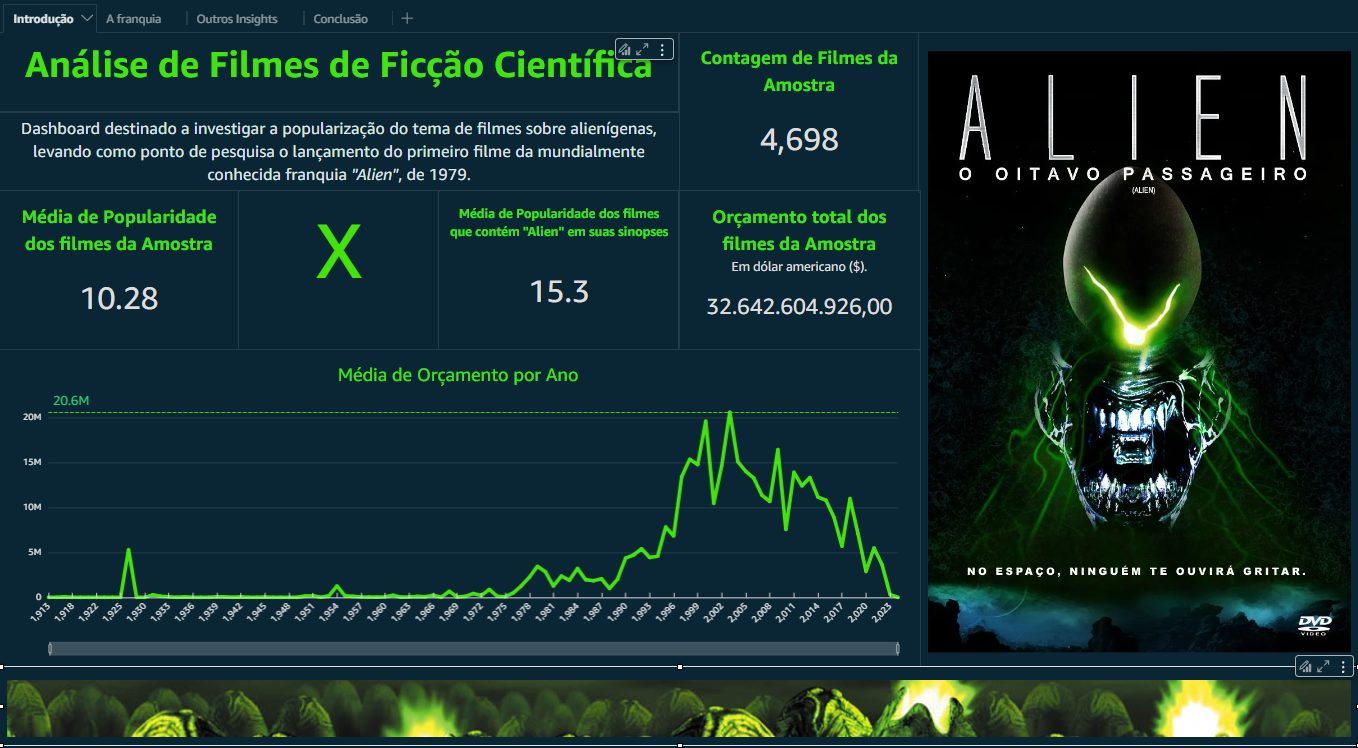 Introdução
A franquia
Outros Insights
Conclusão
Análise de Filmes de Ficção Científica
Dashboard destinado a investigar a popularização do tema de filmes sobre alienígenas,
levando como ponto de pesquisa o lançamento do primeiro filme da mundialmente
conhecida franquia "Alien", de 1979.
Contagem de Filmes da
Amostra
4,698
Média de Popularidade
dos filmes da Amostra
10.28
X
Média de Popularidade dos filmes
que contém "Alien" em suas sinopses
15.3
Orçamento total dos
filmes da Amostra
Em dólar americano ($).
32.642.604.926,00
Média de Orçamento por Ano
20.6M
20M
15M
10M
5M
0
1,913
1,918
1,922
1,925
1,930
1,933
1,936
1,939
1,942
1,945
1,948
1,951
1,954
1,957
1,960
1,963
1,966
1,969
1,972
1,975
1,978
1,981
1,984
1,987
1,990
1,993
1,996
1,999
2,002
2,005
2,008
2,011
2,014
2,017
2,020
2,023
ALIEN
O OITAVO PASSAGEIRO
(ALIEN)
NO ESPAÇO, NINGUÉM TE OUVIRÁ GRITAR.
DVD
VIDEO